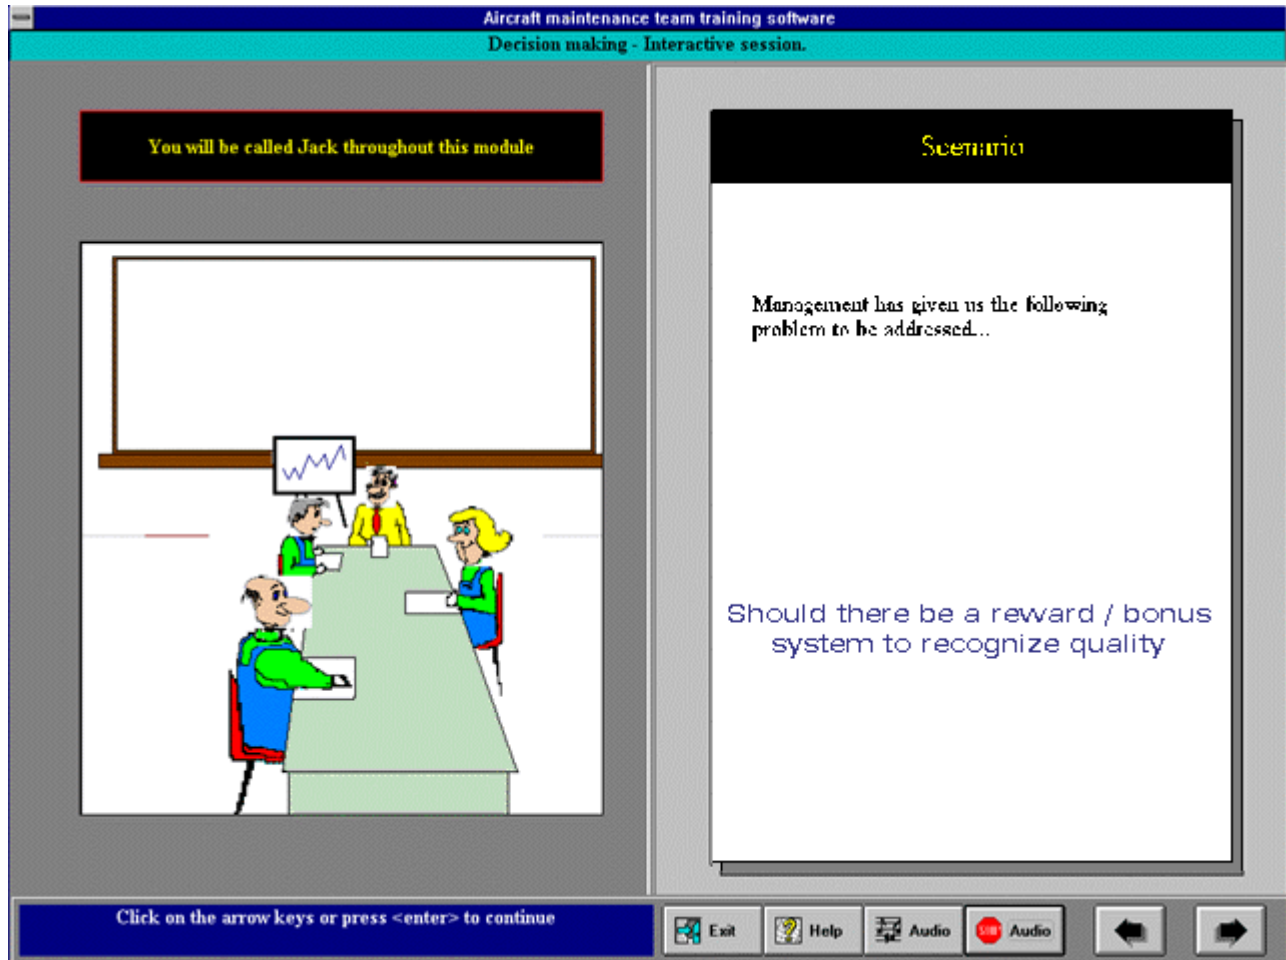 Aircraft maintenance team training software
Decision making - Interactive session.
You will be called Jack throughout this module
Scenario
Management has given us the following
problem to be addressed...
Should there be a reward / bonus
system to recognize quality
Click on the arrow keys or press <enter> to continue
Exit
Help
Audio
STOP
Audio